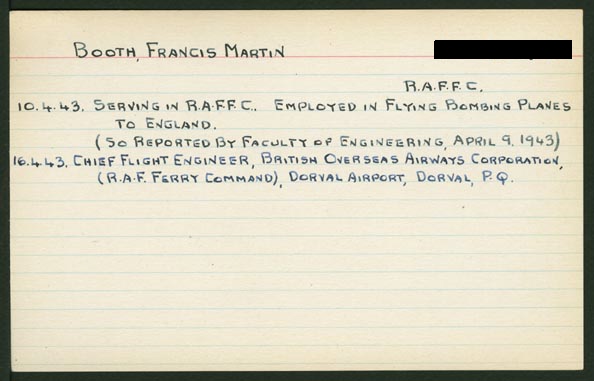 BOOTH, FRANCIS MARTIN
R.A.F.F.C.
10.4.43. SERVING IN R.A.F.F.C.. EMPLOYED IN FLYING BOMBING PLANES
TO ENGLAND.
(SO REPORTED BY FACULTY OF ENGINEERING, APRIL 9, 1943)
16.4.43. CHIEF FLIGHT ENGINEER, BRITISH OVERSEAS AIRWAYS CORPORATION,
(R.A.F. FERRY COMMAND), DORVAL AIRPORT, DORVAL, P.Q.